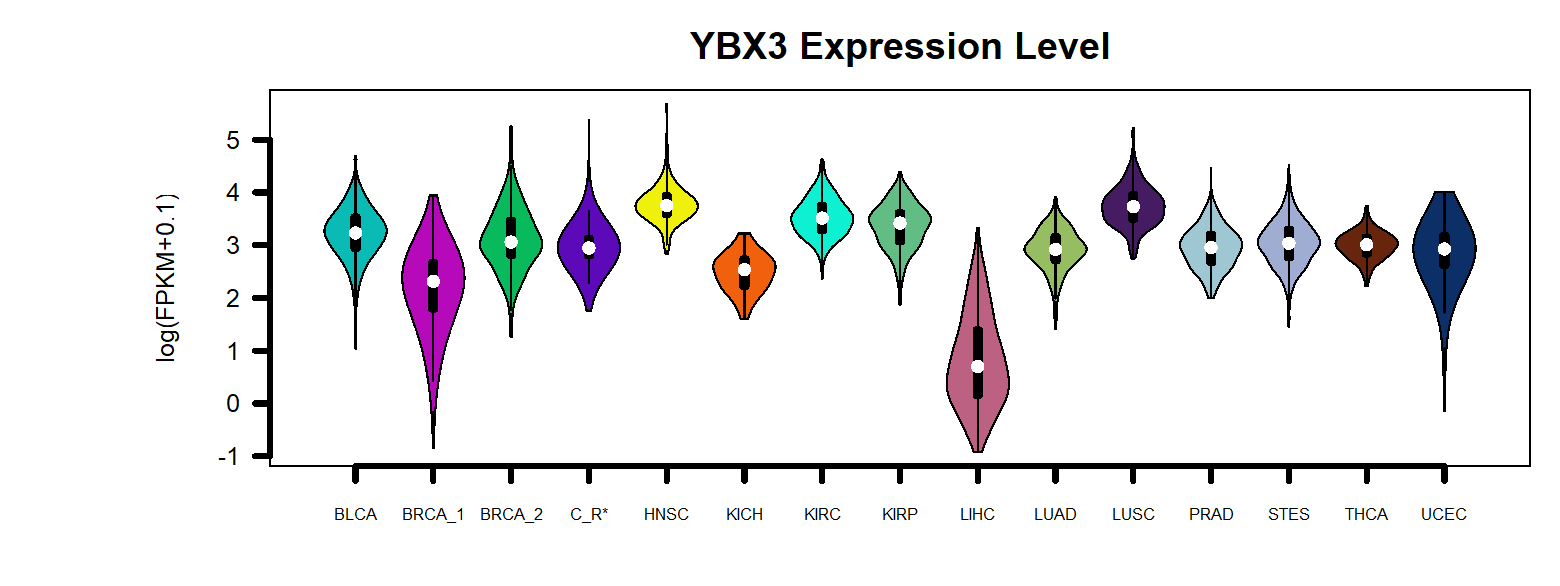 YBX3 Expression Level
log(FPKM+0.1)
5
4
3
2
1
0
-1
BLCA BRCA_1 BRCA_2 C_R* HNSC KICH KIRC KIRP LIHC LUAD LUSC PRAD STES THCA UCEC